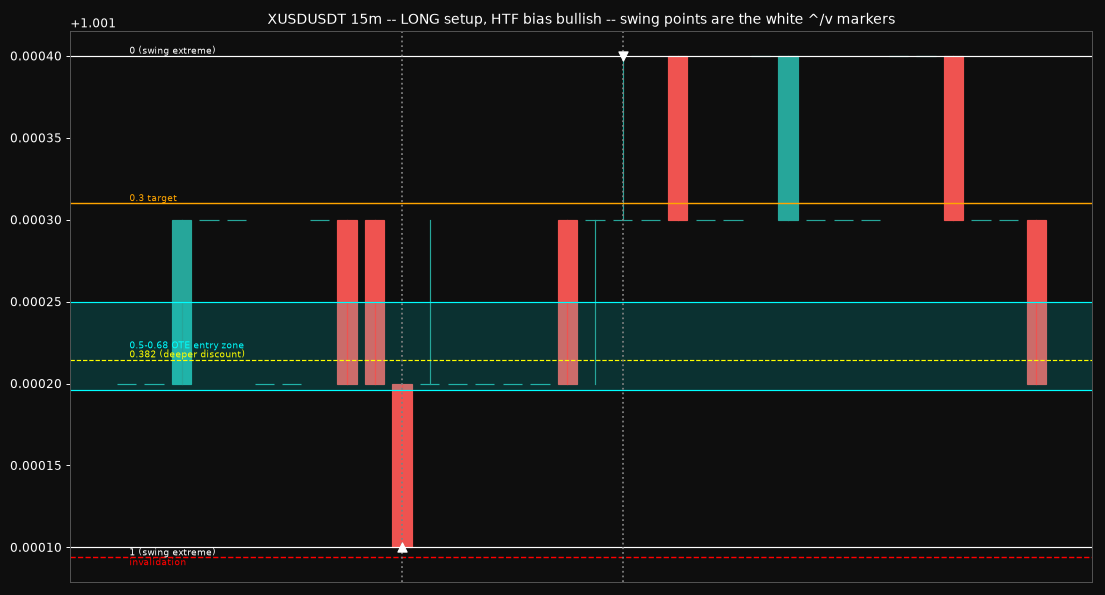 XUSDUSDT 15m -- LONG setup, HTF bias bullish -- swing points are the white ^/v markers
+1.001
0 (swing extreme)
0.00040
0.00035
0.3 target
0.00030
0.00025
0.5-0.68 OTE entry zone
0.382 (deeper discount)
0.00020
0.00015
0.00010
1 (swing extreme)
invalidation